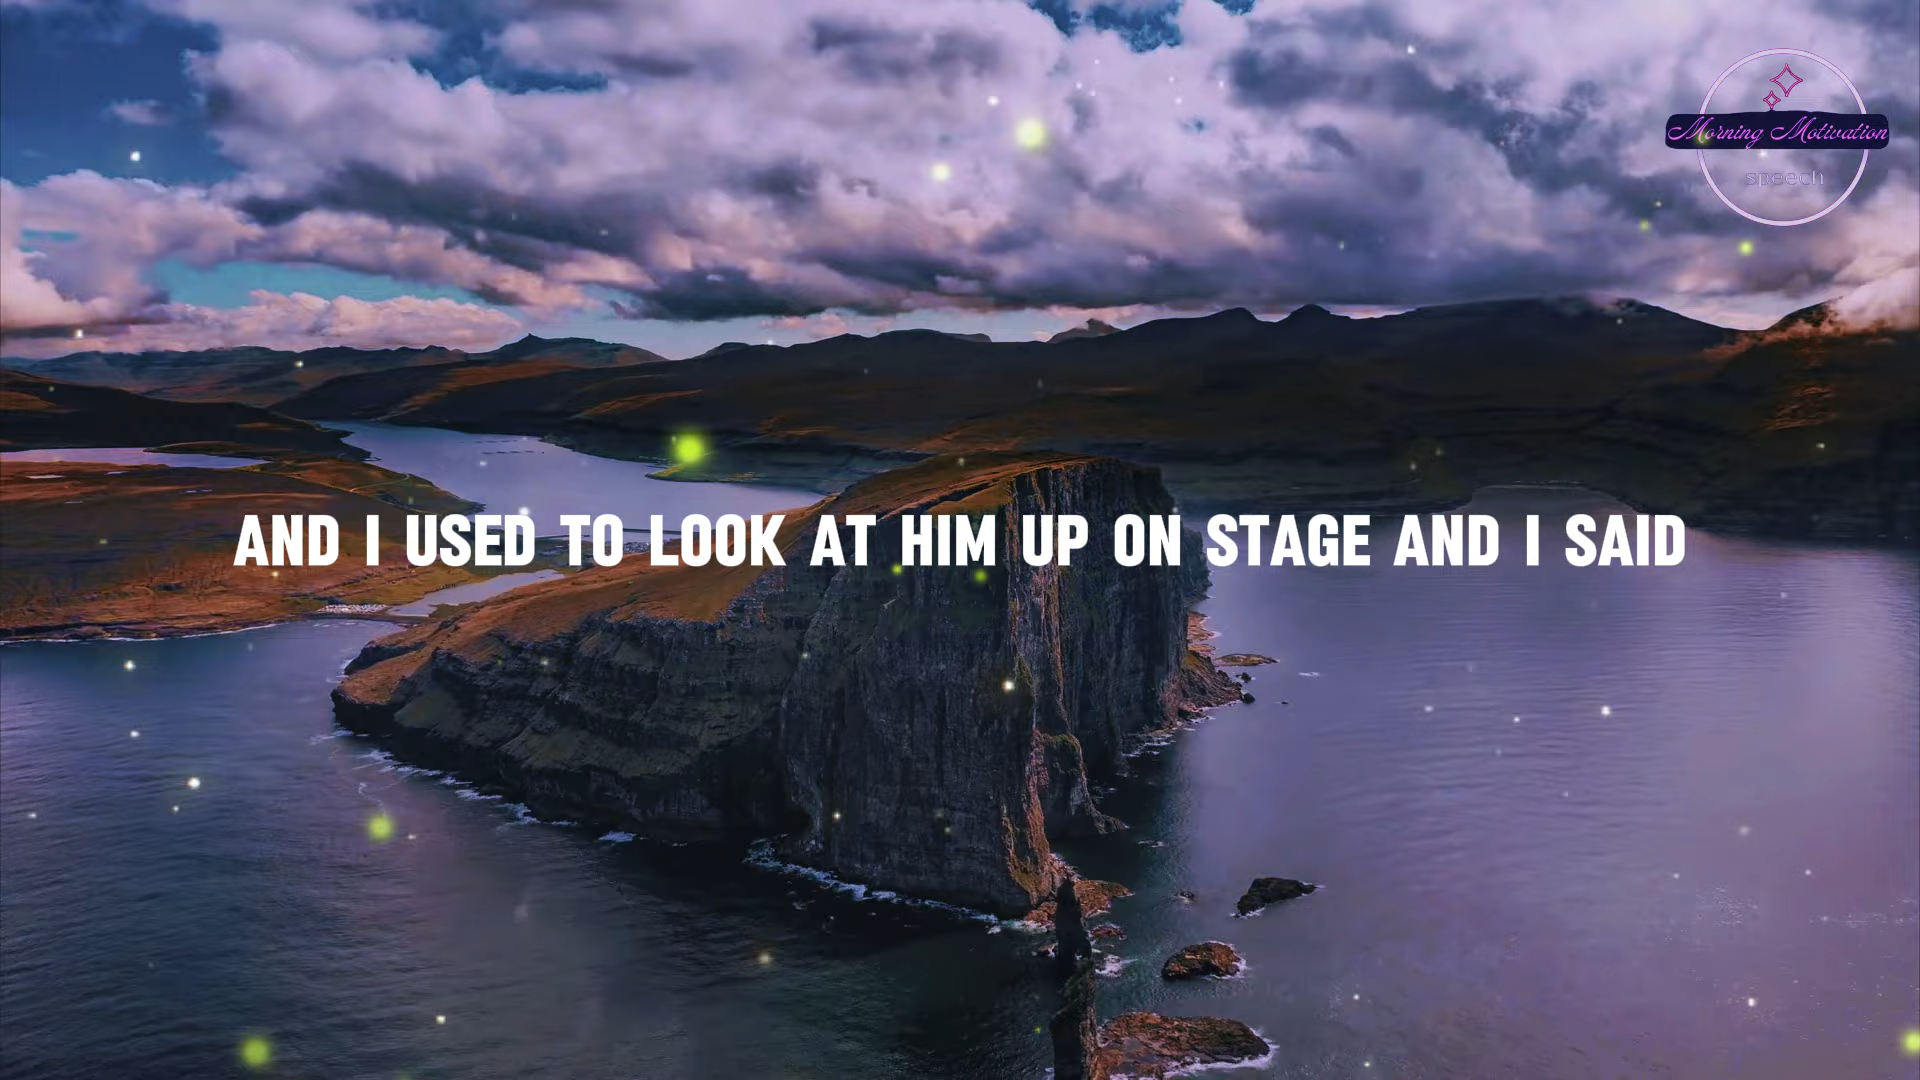 Morning Motivation
speech
AND I USED TO LOOK AT HIM UP ON STAGE AND I SAID